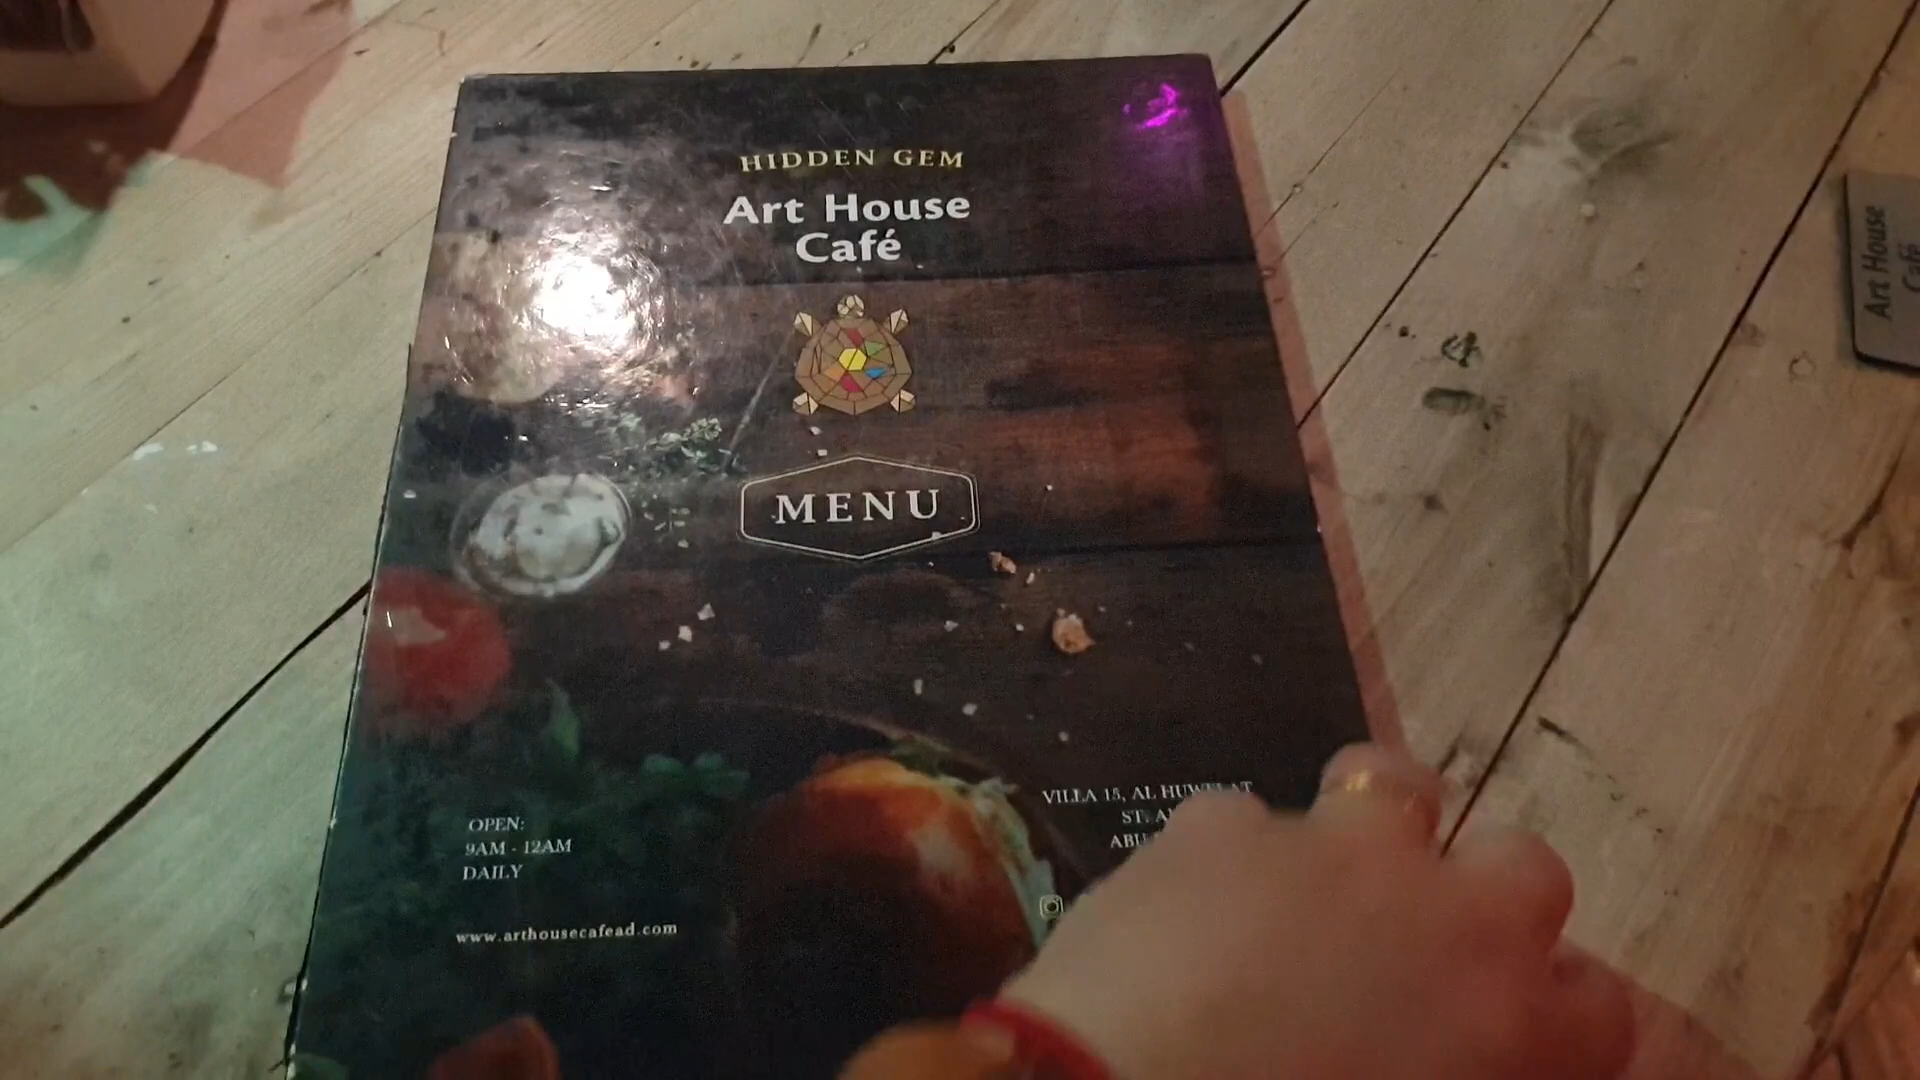 HIDDEN GEM
Art House
Café
MENU
OPEN:
9AM - 12AM
DAILY
www.arthousecafead.com
VILLA 15, AL
ST.
Art House
Café